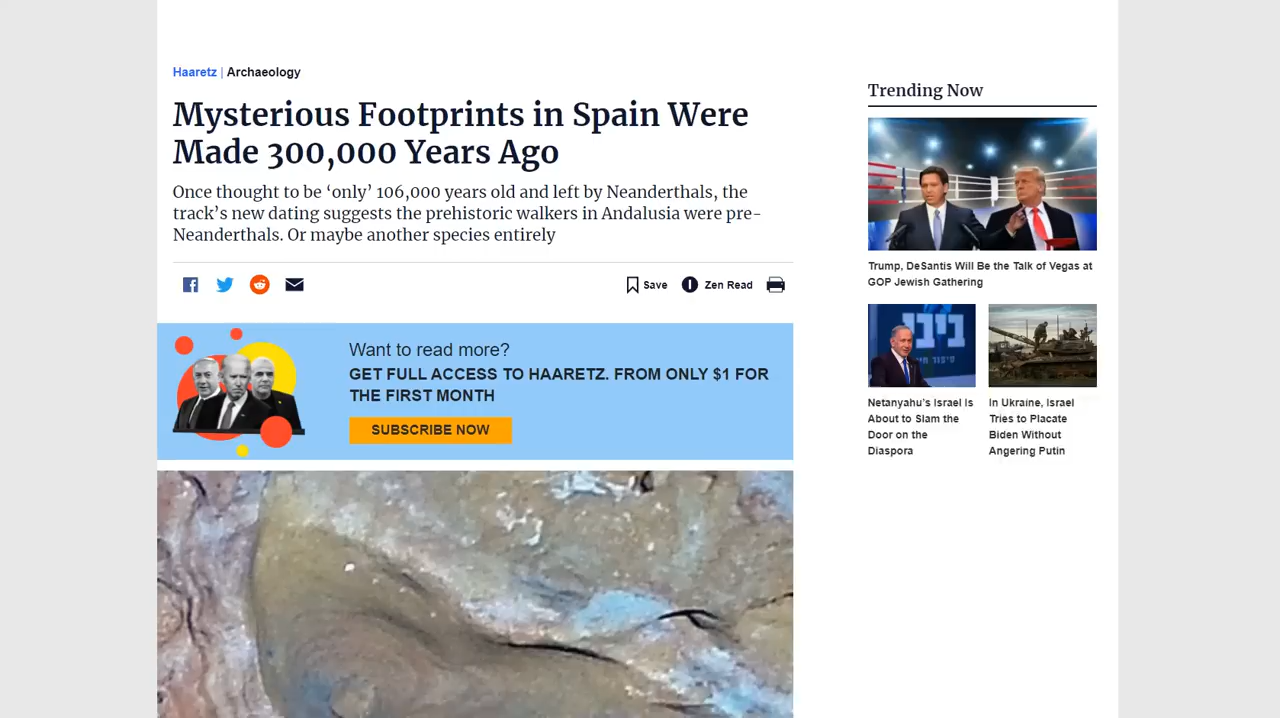 Haaretz | Archaeology
Mysterious Footprints in Spain Were
Made 300,000 Years Ago
Once thought to be ‘only’ 106,000 years old and left by Neanderthals, the
track’s new dating suggests the prehistoric walkers in Andalusia were pre-
Neanderthals. Or maybe another species entirely
Save
Zen Read
Want to read more?
GET FULL ACCESS TO HAARETZ. FROM ONLY $1 FOR
THE FIRST MONTH
SUBSCRIBE NOW
Trending Now
Trump, DeSantis Will Be the Talk of Vegas at
GOP Jewish Gathering
ביבי
Netanyahu’s Israel Is
About to Slam the
Door on the
Diaspora
In Ukraine, Israel
Tries to Placate
Biden Without
Angering Putin